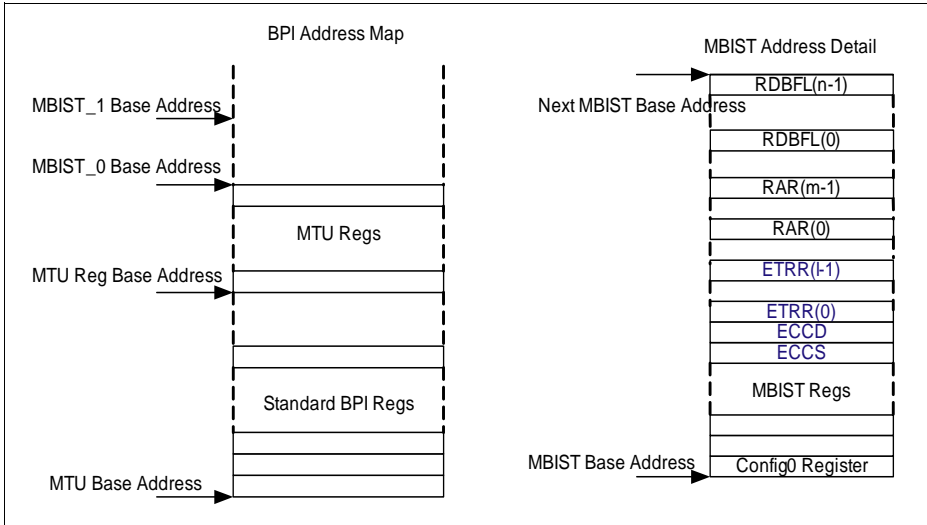 BPI Address Map
MBIST_1 Base Address
MBIST_0 Base Address
MTU Regs
MTU Reg Base Address
Standard BPI Regs
MTU Base Address
MBIST Address Detail
RDBFL(n-1)
Next MBIST Base Address
RDBFL(0)
RAR(m-1)
RAR(0)
ETRR(l-1)
ETRR(0)
ECCD
ECCS
MBIST Regs
MBIST Base Address
Config0 Register